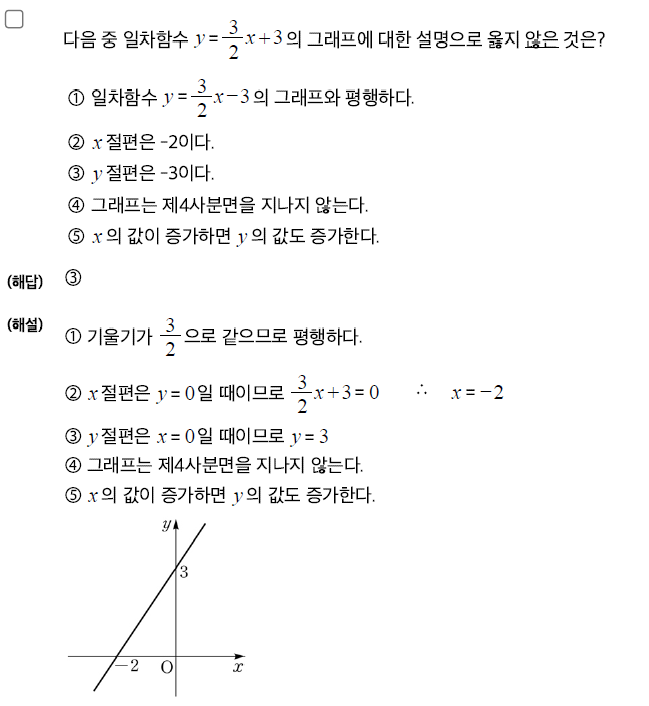 다음 중 일차함수 y = 3/2 x + 3의 그래프에 대한 설명으로 옳지 않은 것은?
① 일차함수 y = 3/2 x − 3의 그래프와 평행하다.
② x절편은 -2이다.
③ y절편은 -3이다.
④ 그래프는 제4사분면을 지나지 않는다.
⑤ x의 값이 증가하면 y의 값도 증가한다.
(해답) ③
(해설) ① 기울기가 3/2 으로 같으므로 평행하다.
② x절편은 y = 0일 때이므로 3/2 x + 3 = 0 ∴ x = −2
③ y절편은 x = 0일 때이므로 y = 3
④ 그래프는 제4사분면을 지나지 않는다.
⑤ x의 값이 증가하면 y의 값도 증가한다.
y
3
−2 O x